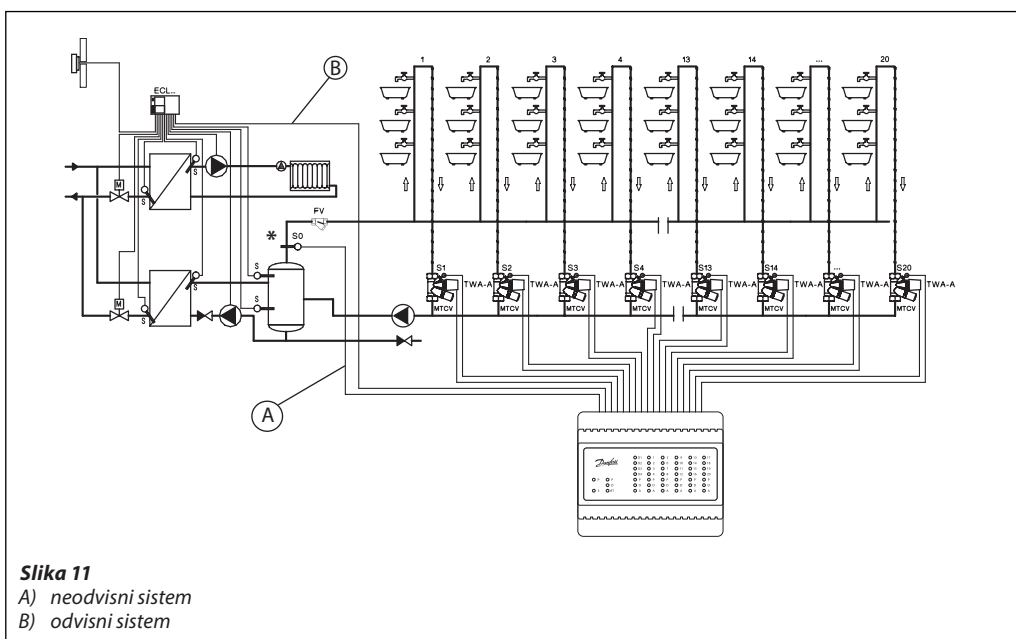 1 2 3 4 13 14 ... 20
B
ECL...
M
S
S
FV
* S0
S
S
M
S
S
S1 TWA-A MTCV
S2 TWA-A MTCV
S3 TWA-A MTCV
S4 TWA-A MTCV
S13 TWA-A MTCV
S14 TWA-A MTCV
... TWA-A MTCV
S20 TWA-A MTCV
A
Danfoss
Slika 11
A) neodvisni sistem
B) odvisni sistem